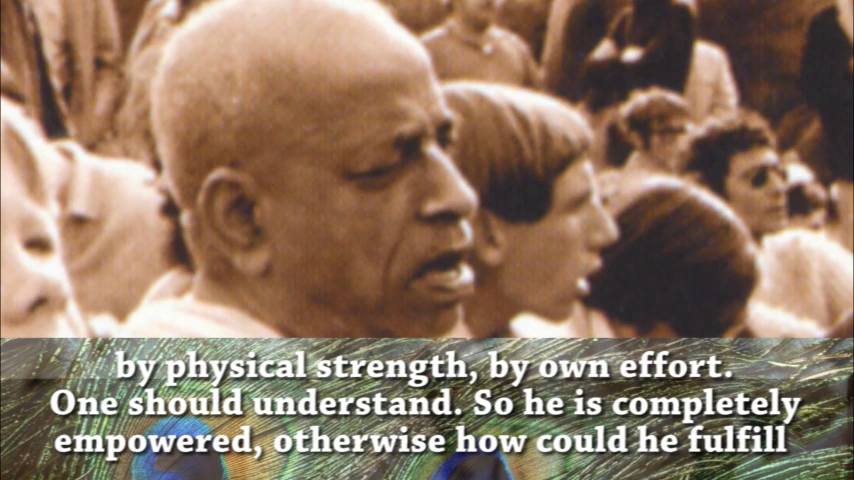 by physical strength, by own effort.
One should understand. So he is completely
empowered, otherwise how could he fulfill